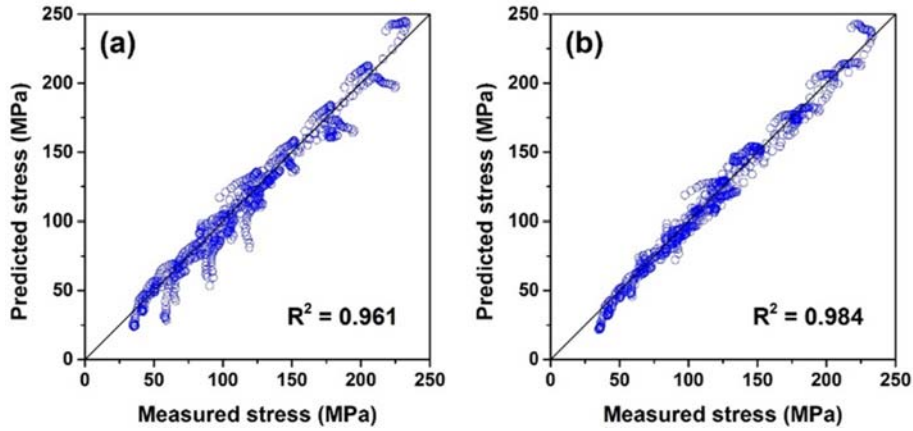 (a)
Predicted stress (MPa)
250
200
150
100
50
0
R² = 0.961
0 50 100 150 200 250
Measured stress (MPa)
(b)
Predicted stress (MPa)
250
200
150
100
50
0
R² = 0.984
0 50 100 150 200 250
Measured stress (MPa)